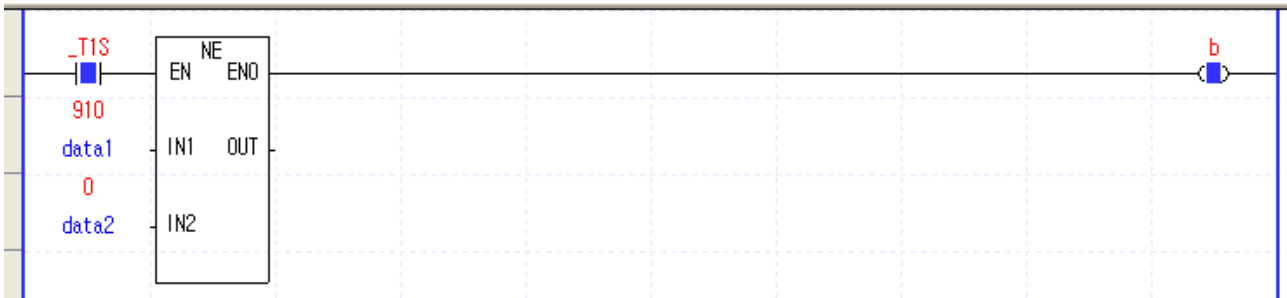 _T1S NE b
EN ENO
910
data1 IN1 OUT
0
data2 IN2